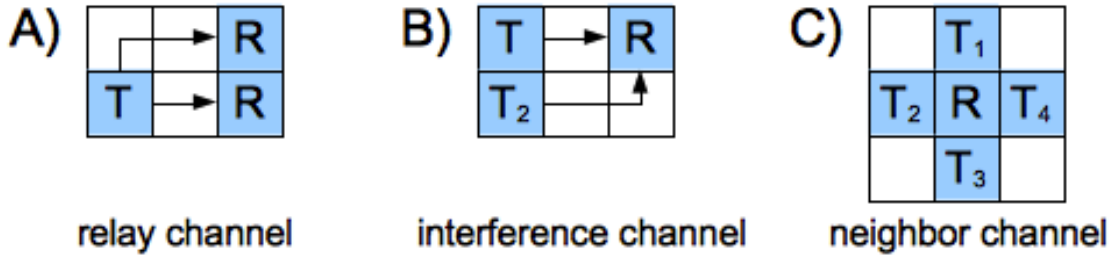 A) R B) T R C) T₁
T R T₂ T₂ R T₄
T₃
relay channel interference channel neighbor channel